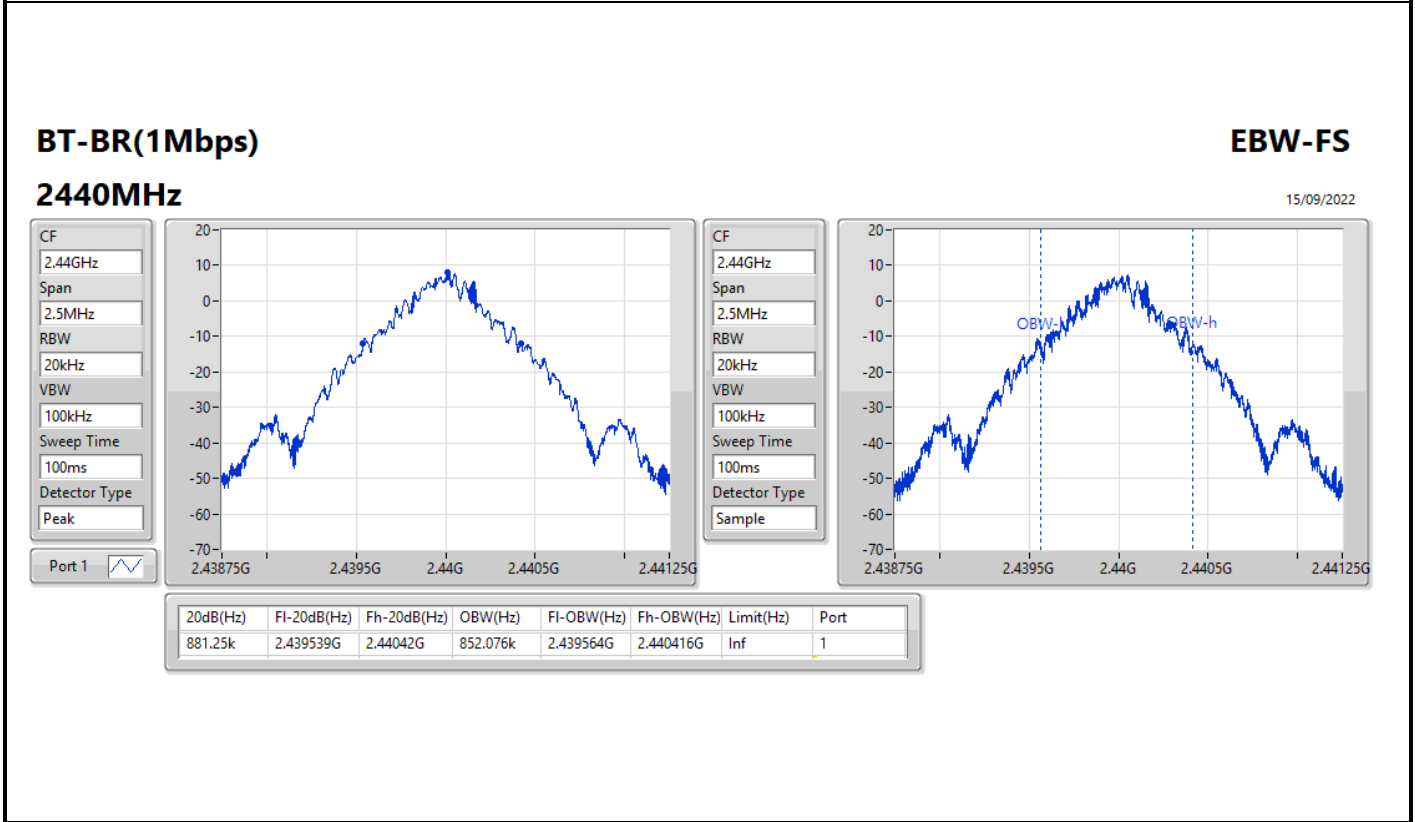 BT-BR(1Mbps)
EBW-FS
2440MHz
15/09/2022
CF
2.44GHz
Span
2.5MHz
RBW
20kHz
VBW
100kHz
Sweep Time
100ms
Detector Type
Peak
Port 1
20
10
0
-10
-20
-30
-40
-50
-60
-70
2.43875G 2.4395G 2.44G 2.4405G 2.44125G
CF
2.44GHz
Span
2.5MHz
RBW
20kHz
VBW
100kHz
Sweep Time
100ms
Detector Type
Sample
20
10
0
-10
-20
-30
-40
-50
-60
-70
OBW-l OBW-h
2.43875G 2.4395G 2.44G 2.4405G 2.44125G
20dB(Hz) Fl-20dB(Hz) Fh-20dB(Hz) OBW(Hz) Fl-OBW(Hz) Fh-OBW(Hz) Limit(Hz) Port
881.25k 2.439539G 2.44042G 852.076k 2.439564G 2.440416G Inf 1